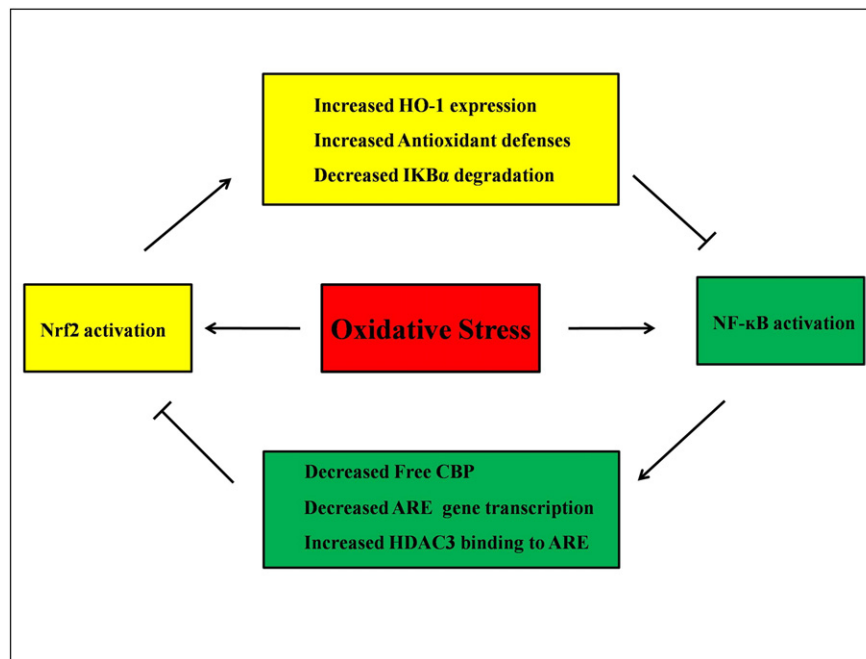 Increased HO-1 expression
Increased Antioxidant defenses
Decreased IKBα degradation
Nrf2 activation
Oxidative Stress
NF-κB activation
Decreased Free CBP
Decreased ARE gene transcription
Increased HDAC3 binding to ARE